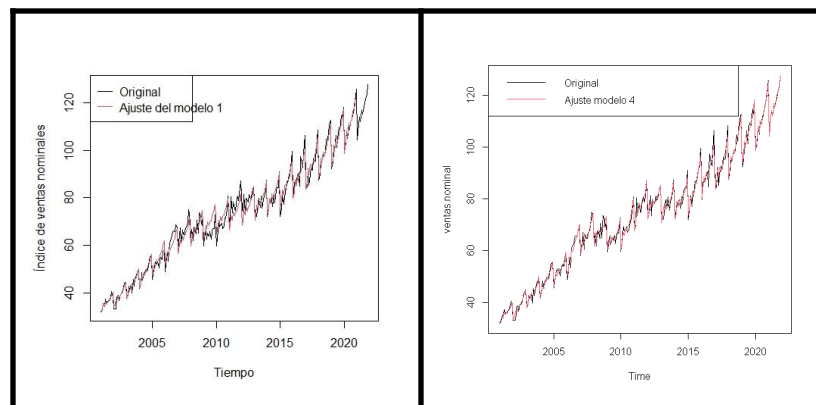 Original
Ajuste del modelo 1
Índice de ventas nominales
120
100
80
60
40
2005 2010 2015 2020
Tiempo
Original
Ajuste modelo 4
ventas nominal
120
100
80
60
40
2005 2010 2015 2020
Time